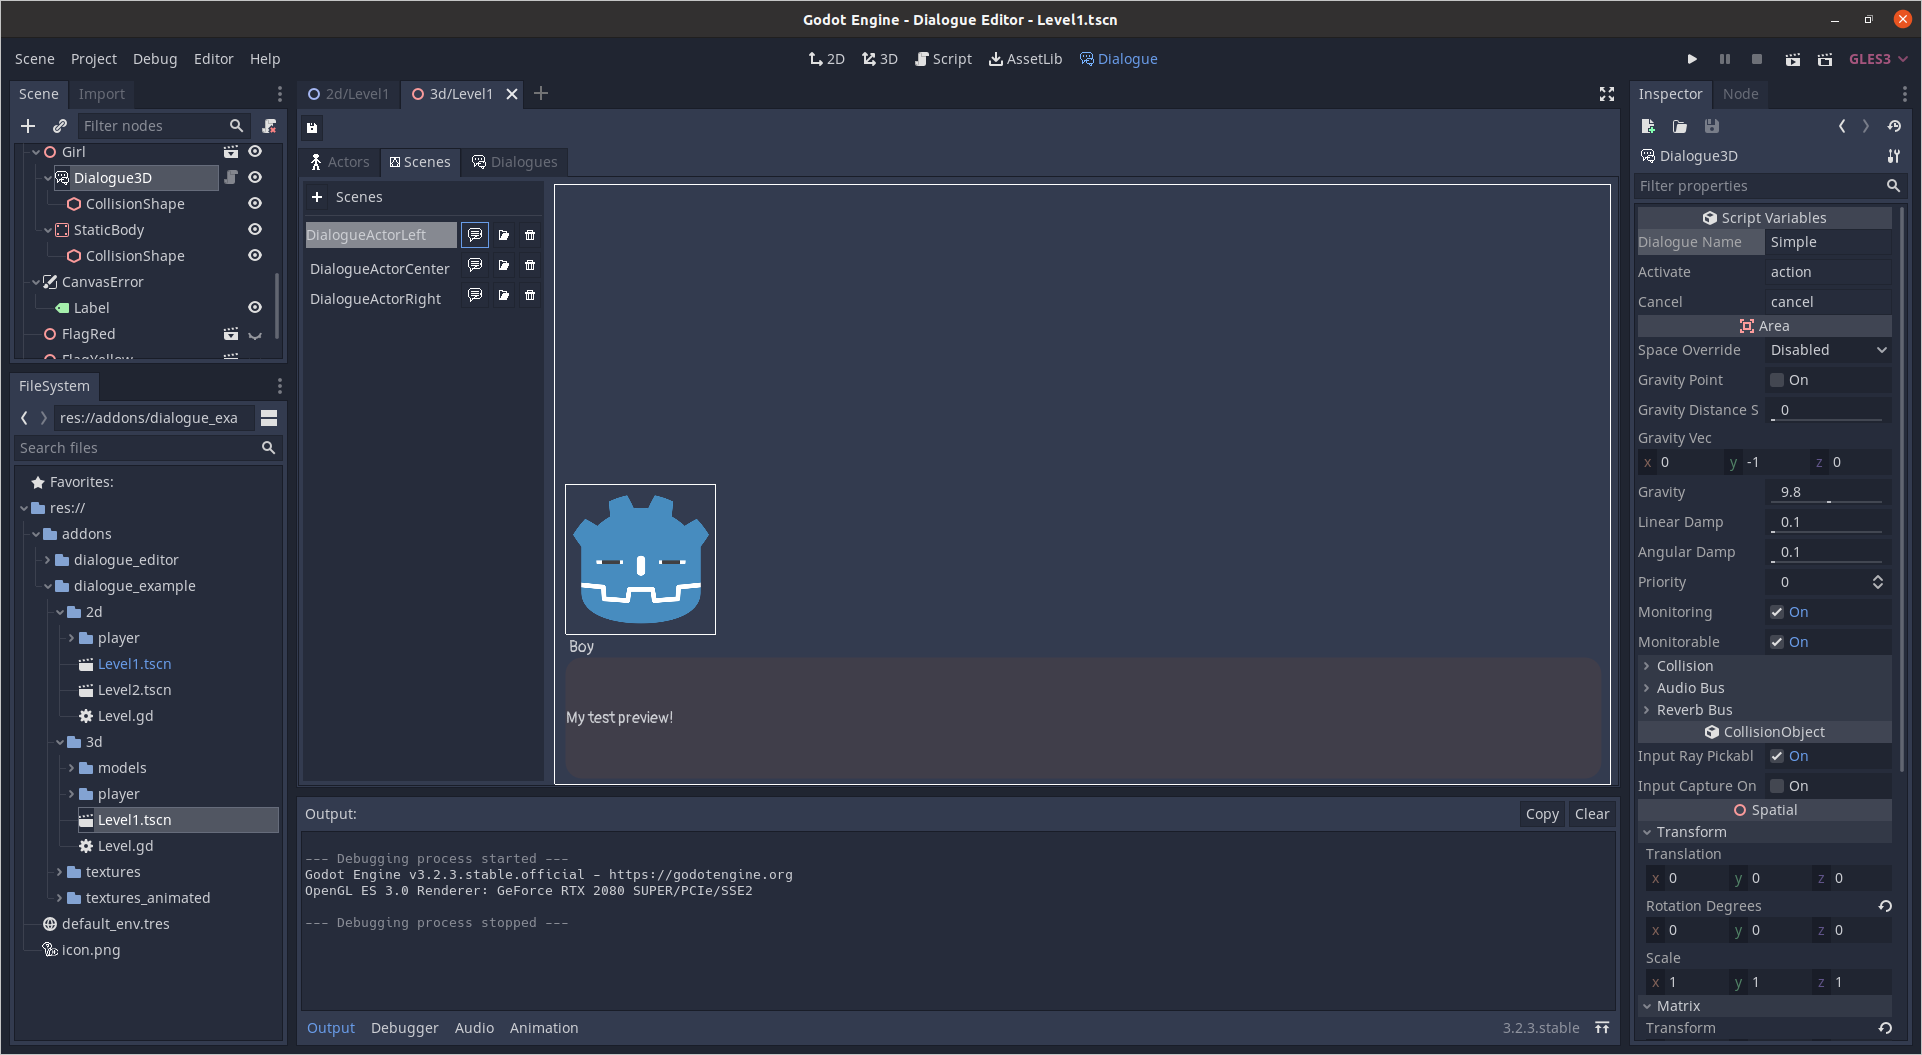 Godot Engine - Dialogue Editor - Level1.tscn
Scene Project Debug Editor Help
2D 3D Script AssetLib Dialogue
GLES3
Scene Import
Filter nodes
Girl
Dialogue3D
CollisionShape
StaticBody
CollisionShape
CanvasError
Label
FlagRed
FlagYellow
FileSystem
res://addons/dialogue_exa
Search files
Favorites:
res://
addons
dialogue_editor
dialogue_example
2d
player
Level1.tscn
Level2.tscn
Level.gd
3d
models
player
Level1.tscn
Level.gd
textures
textures_animated
default_env.tres
icon.png
2d/Level1 3d/Level1
Actors Scenes Dialogues
Scenes
DialogueActorLeft
DialogueActorCenter
DialogueActorRight
Boy
My test preview!
Output: Copy Clear
--- Debugging process started ---
Godot Engine v3.2.3.stable.official - https://godotengine.org
OpenGL ES 3.0 Renderer: GeForce RTX 2080 SUPER/PCIe/SSE2
--- Debugging process stopped ---
Output Debugger Audio Animation
3.2.3.stable
Inspector Node
Dialogue3D
Filter properties
Script Variables
Dialogue Name Simple
Activate action
Cancel cancel
Area
Space Override Disabled
Gravity Point On
Gravity Distance S 0
Gravity Vec
x 0 y -1 z 0
Gravity 9.8
Linear Damp 0.1
Angular Damp 0.1
Priority 0
Monitoring On
Monitorable On
Collision
Audio Bus
Reverb Bus
CollisionObject
Input Ray Pickabl On
Input Capture On On
Spatial
Transform
Translation
x 0 y 0 z 0
Rotation Degrees
x 0 y 0 z 0
Scale
x 1 y 1 z 1
Matrix
Transform